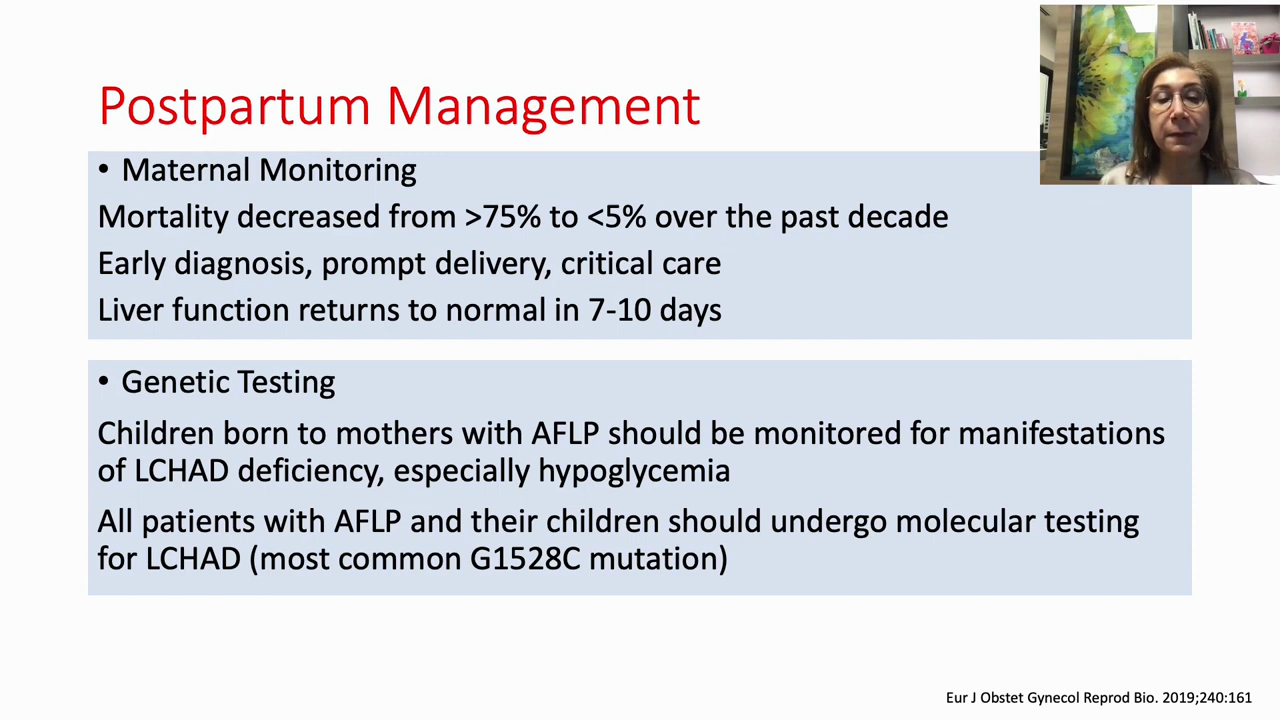 Postpartum Management
• Maternal Monitoring
Mortality decreased from >75% to <5% over the past decade
Early diagnosis, prompt delivery, critical care
Liver function returns to normal in 7-10 days
• Genetic Testing
Children born to mothers with AFLP should be monitored for manifestations
of LCHAD deficiency, especially hypoglycemia
All patients with AFLP and their children should undergo molecular testing
for LCHAD (most common G1528C mutation)
Eur J Obstet Gynecol Reprod Bio. 2019;240:161